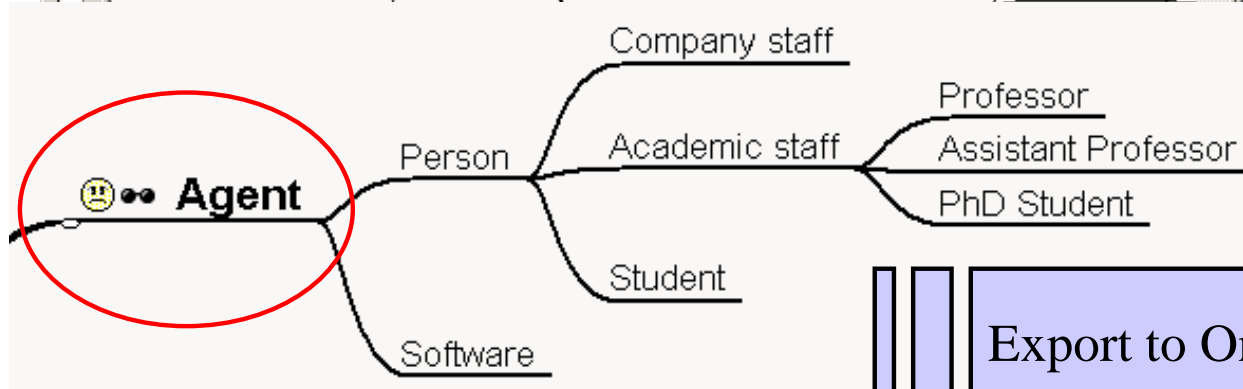 Company staff
Professor
Academic staff
Assistant Professor
Person
Agent
PhD Student
Student
Software
Export to